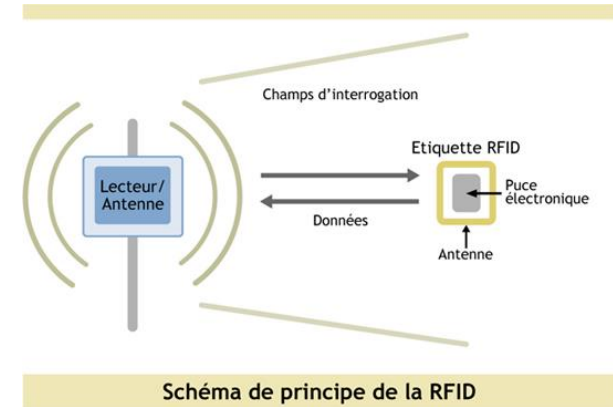 Champs d'interrogation
Etiquette RFID
Lecteur/
Antenne
Puce
électronique
Données
Antenne
Schéma de principe de la RFID